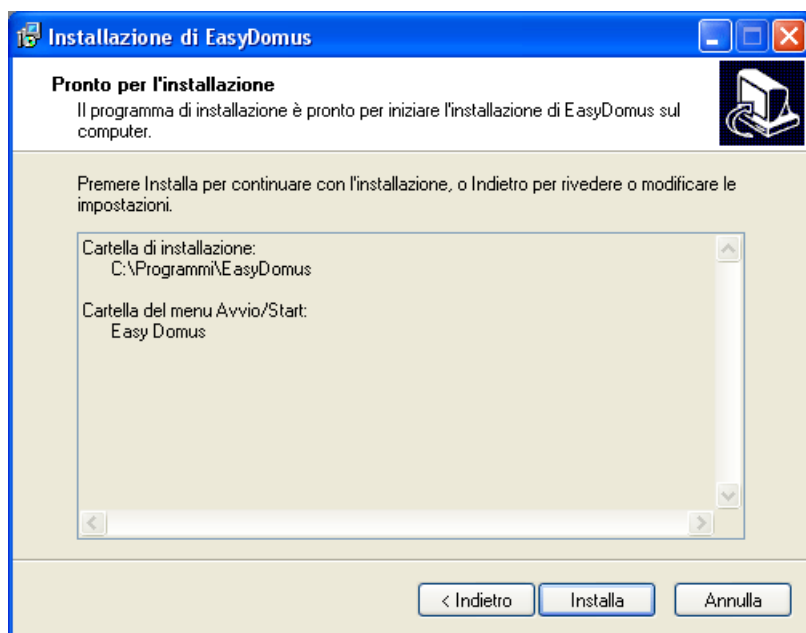 Installazione di EasyDomus
Pronto per l'installazione
Il programma di installazione è pronto per iniziare l'installazione di EasyDomus sul
computer.
Premere Installa per continuare con l'installazione, o Indietro per rivedere o modificare le
impostazioni.
Cartella di installazione:
C:\Programmi\EasyDomus
Cartella del menu Avvio/Start:
Easy Domus
< Indietro
Installa
Annulla